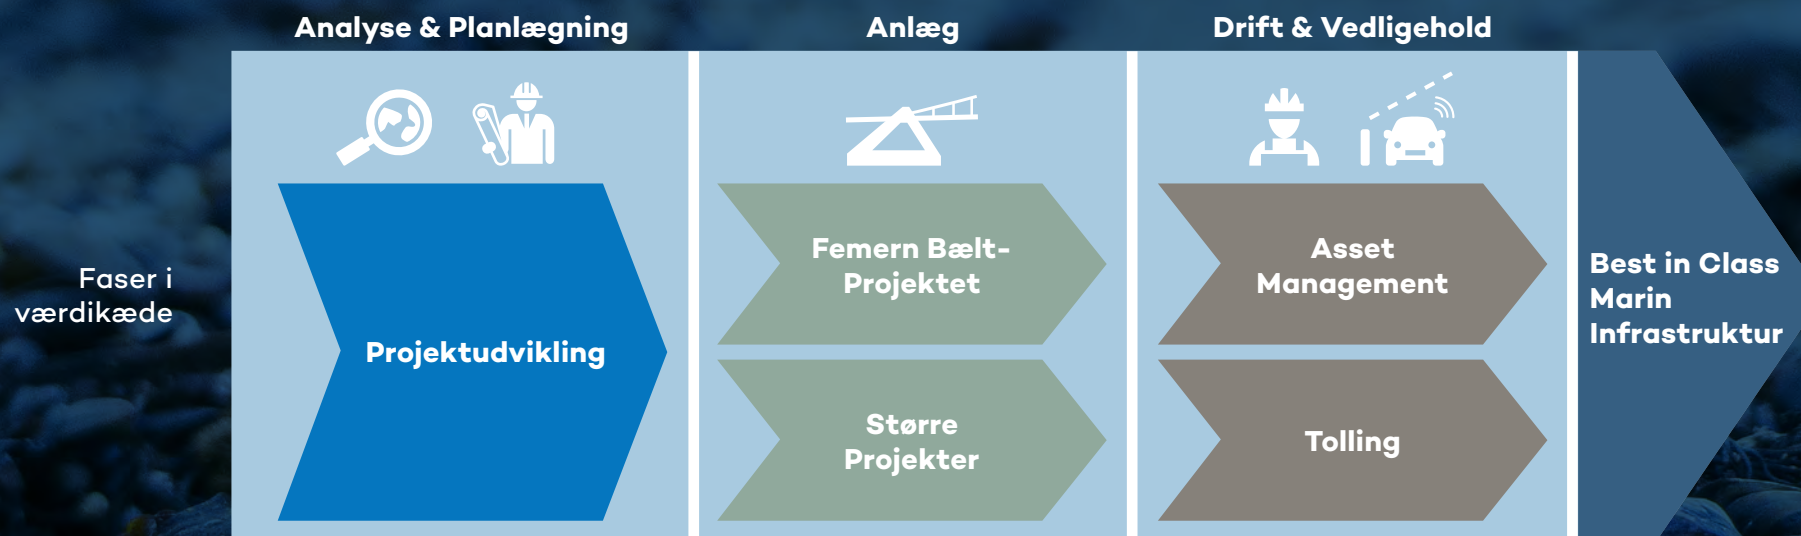 Analyse & Planlægning
Anlæg
Drift & Vedligehold
Faser i
værdikæde
Projektudvikling
Femern Bælt-
Projektet
Større
Projekter
Asset
Management
Tolling
Best in Class
Marin
Infrastruktur